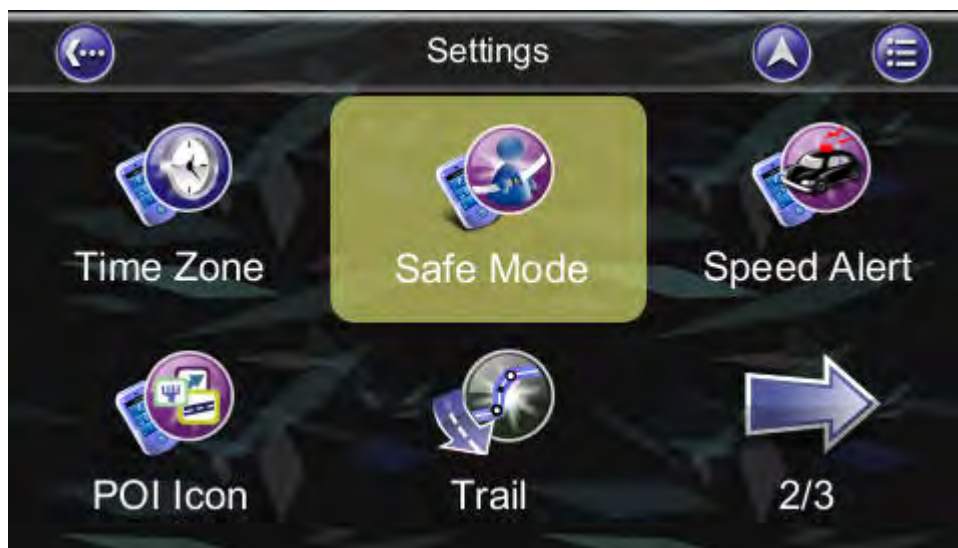 Settings
Time Zone
Safe Mode
Speed Alert
POI Icon
Trail
2/3